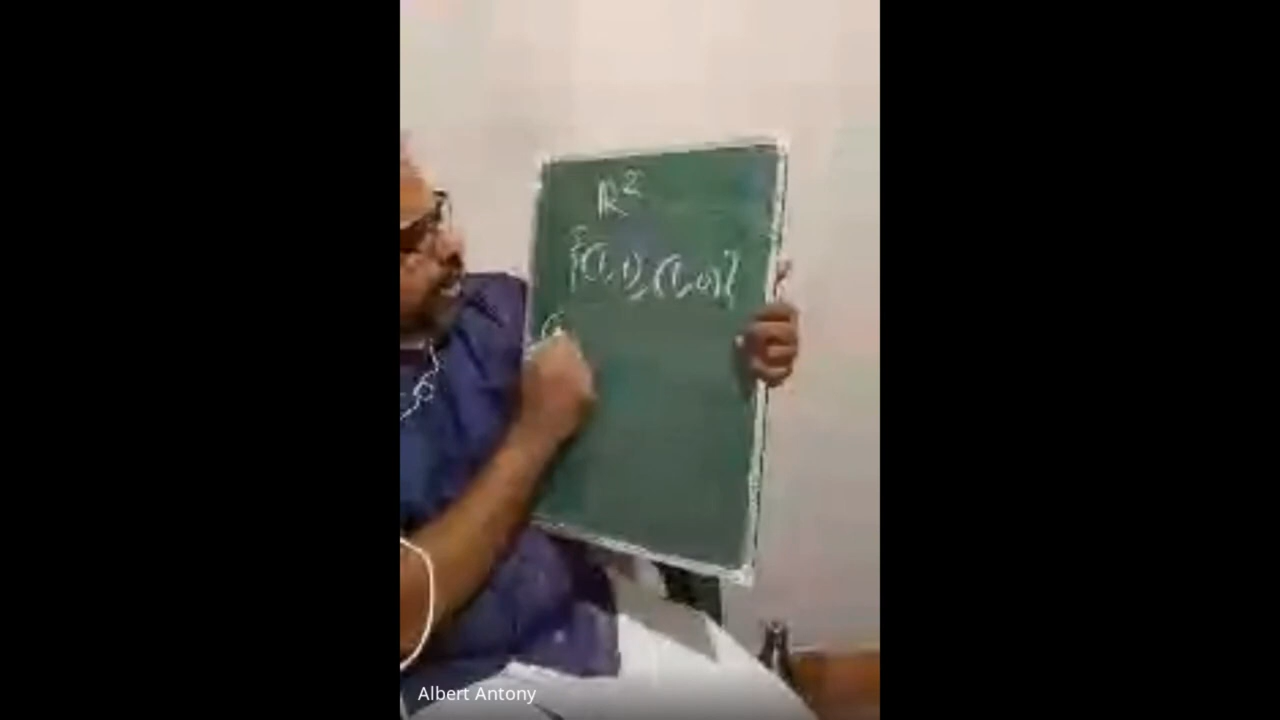 ℝ²
{(1, 1), (1, 0)}
(
Albert Antony